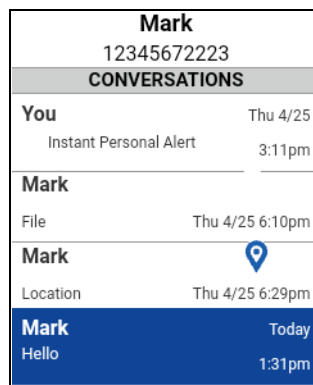 Mark
12345672223
CONVERSATIONS
You Thu 4/25
Instant Personal Alert 3:11pm
Mark
File Thu 4/25 6:10pm
Mark
Location Thu 4/25 6:29pm
Mark Today
Hello 1:31pm